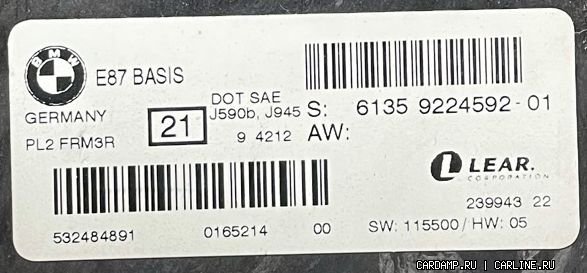 BMW
E87 BASIS
GERMANY
PL2 FRM3R
21
DOT SAE
J590b, J945
9 4212
S: 6135 9224592-01
AW:
LEAR.
CORPORATION
239943 22
532484891 0165214 00
SW: 115500/HW: 05
CARDAMP.RU | CARLINE.RU